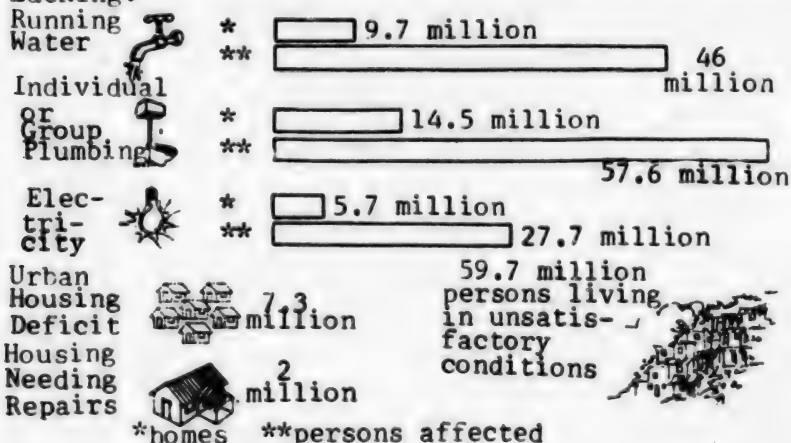 Lacking:
Running
Water
* 9.7 million
** 46
million
Individual
or
Group
Plumbing
* 14.5 million
** 57.6 million
Elec-
tri-
city
* 5.7 million
** 27.7 million
Urban
Housing
Deficit
7.3
million
59.7 million
persons living
in unsatis-
factory
conditions
Housing
Needing
Repairs
2
million
*homes **persons affected